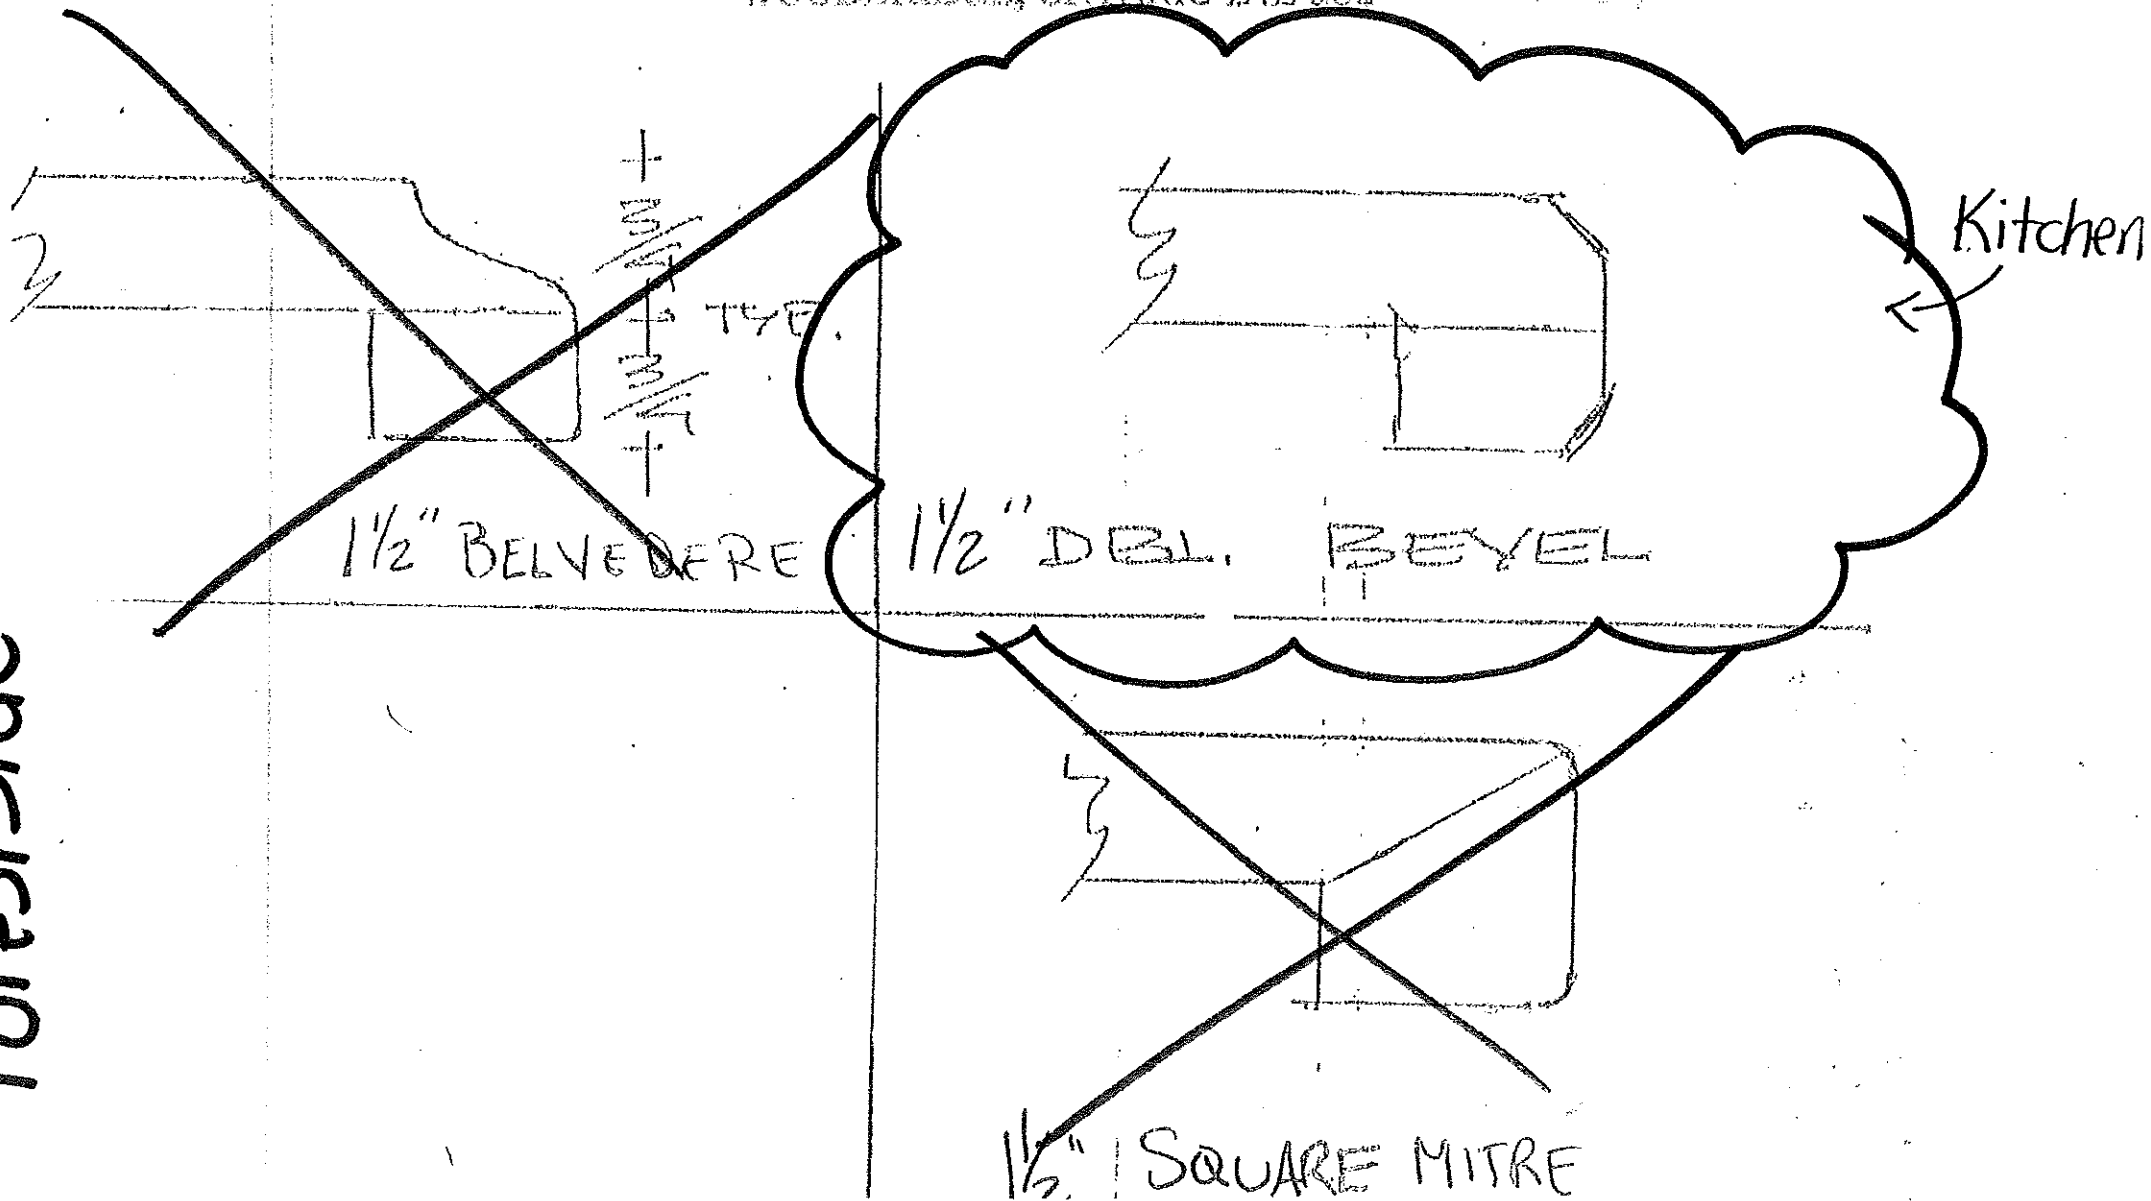 Kitchen
3/4
TYP.
3/4
1½" BELVEDERE
1½" DBL. BEVEL
1½" SQUARE MITRE